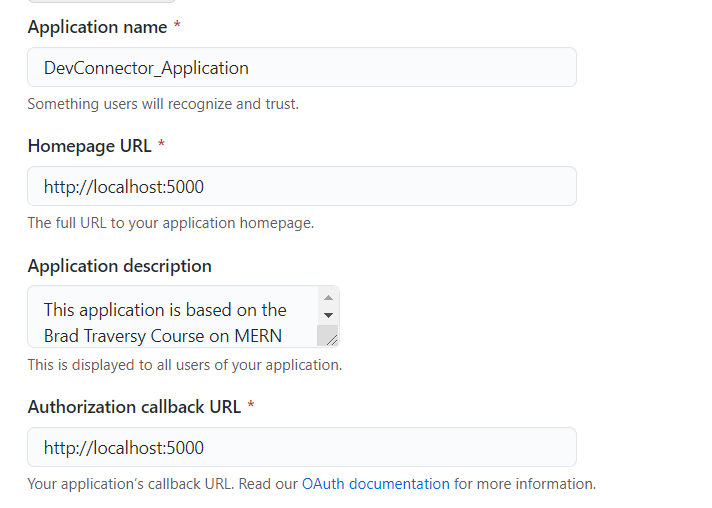 Application name *
DevConnector_Application
Something users will recognize and trust.
Homepage URL *
http://localhost:5000
The full URL to your application homepage.
Application description
This application is based on the
Brad Traversy Course on MERN
This is displayed to all users of your application.
Authorization callback URL *
http://localhost:5000
Your application's callback URL. Read our OAuth documentation for more information.